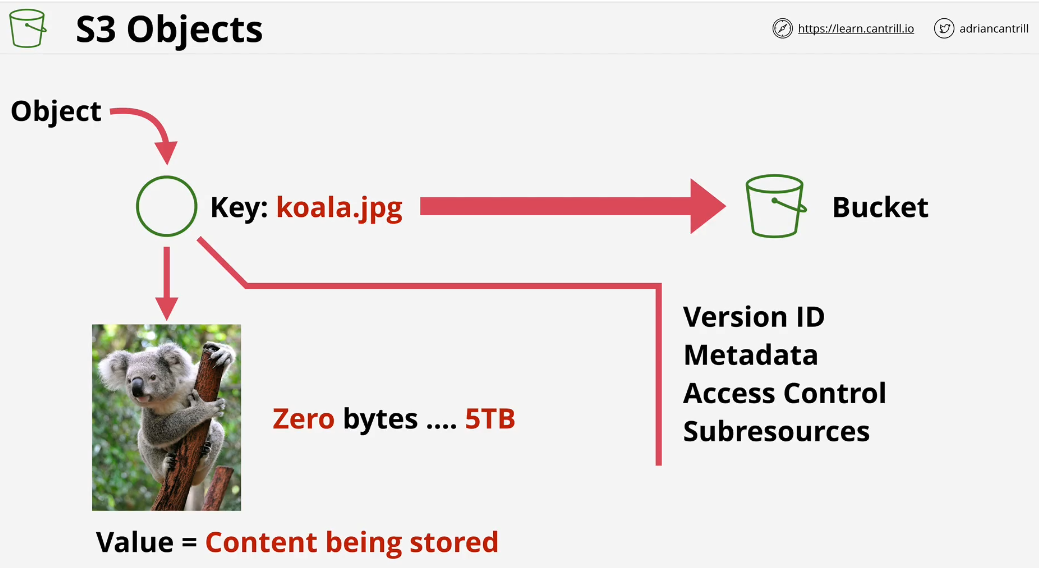 S3 Objects
https://learn.cantrill.io
adriancantrill
Object
Key: koala.jpg
Bucket
Version ID
Metadata
Access Control
Subresources
Zero bytes .... 5TB
Value = Content being stored